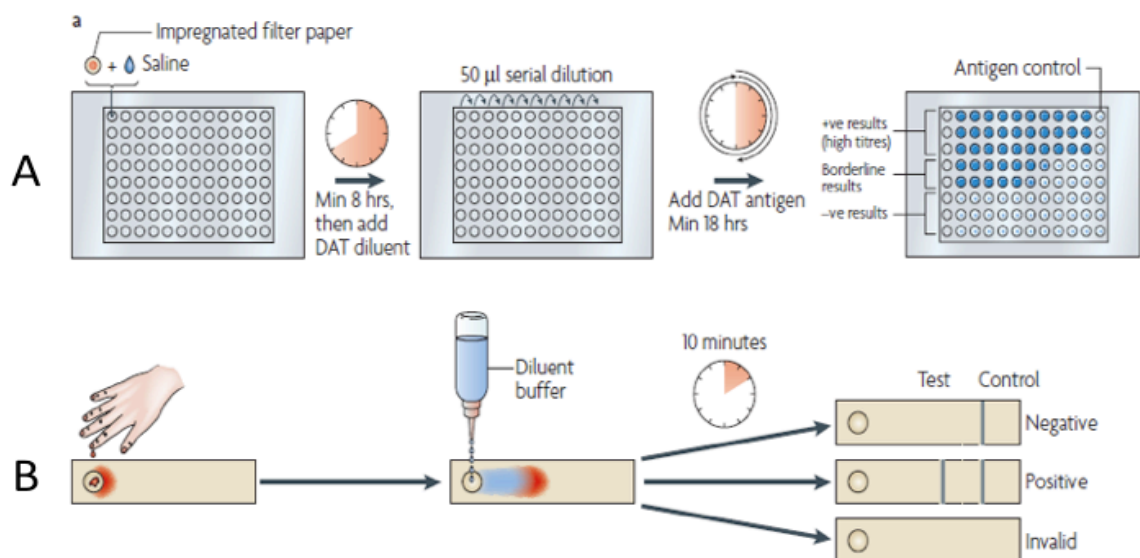 a
Impregnated filter paper
+ Saline
50 µl serial dilution
Antigen control
A
Min 8 hrs,
then add
DAT diluent
Add DAT antigen
Min 18 hrs
+ve results
(high titres)
Borderline
results
–ve results
Diluent
buffer
10 minutes
Test Control
Negative
B
Positive
Invalid